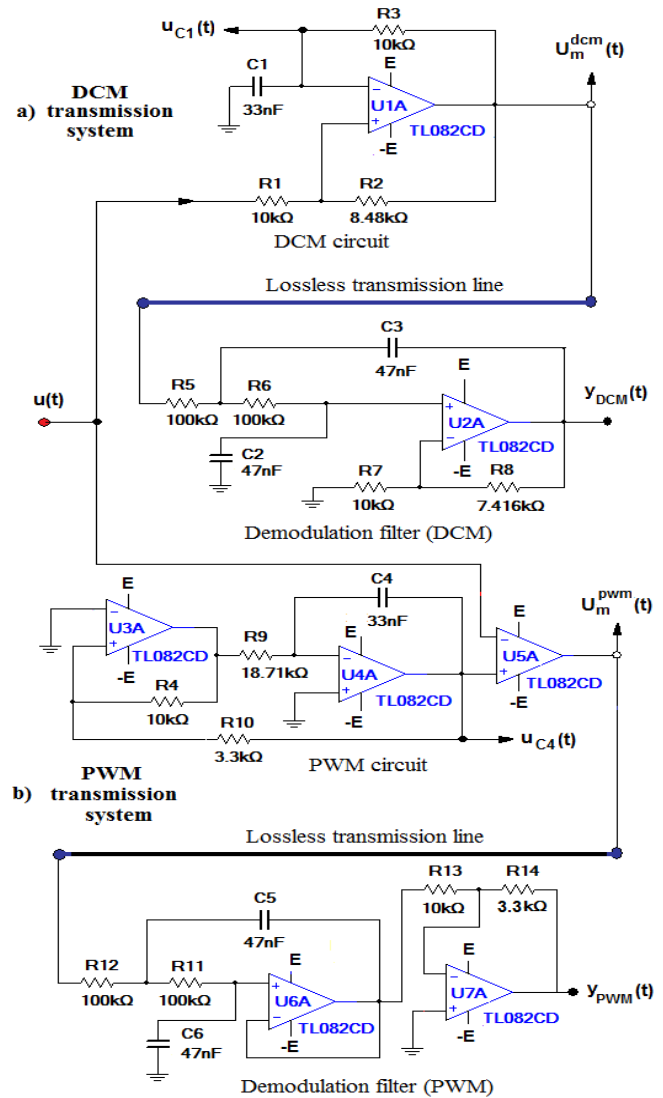 u_C1(t)
R3
10kΩ
U_m^dcm(t)
C1
33nF
E
−
U1A
+
TL082CD
-E
DCM
a) transmission
system
R1
10kΩ
R2
8.48kΩ
DCM circuit
Lossless transmission line
C3
47nF
R5
100kΩ
R6
100kΩ
E
+
U2A
−
TL082CD
-E
y_DCM(t)
u(t)
C2
47nF
R7
10kΩ
R8
7.416kΩ
Demodulation filter (DCM)
E
−
U3A
+
TL082CD
-E
R9
18.71kΩ
C4
33nF
E
−
U4A
+
TL082CD
-E
E
−
U5A
+
TL082CD
-E
U_m^pwm(t)
R4
10kΩ
R10
3.3kΩ
u_C4(t)
PWM circuit
PWM
b) transmission
system
Lossless transmission line
R13
10kΩ
R14
3.3kΩ
C5
47nF
R12
100kΩ
R11
100kΩ
E
+
U6A
−
TL082CD
-E
E
−
U7A
+
TL082CD
-E
y_PWM(t)
C6
47nF
Demodulation filter (PWM)